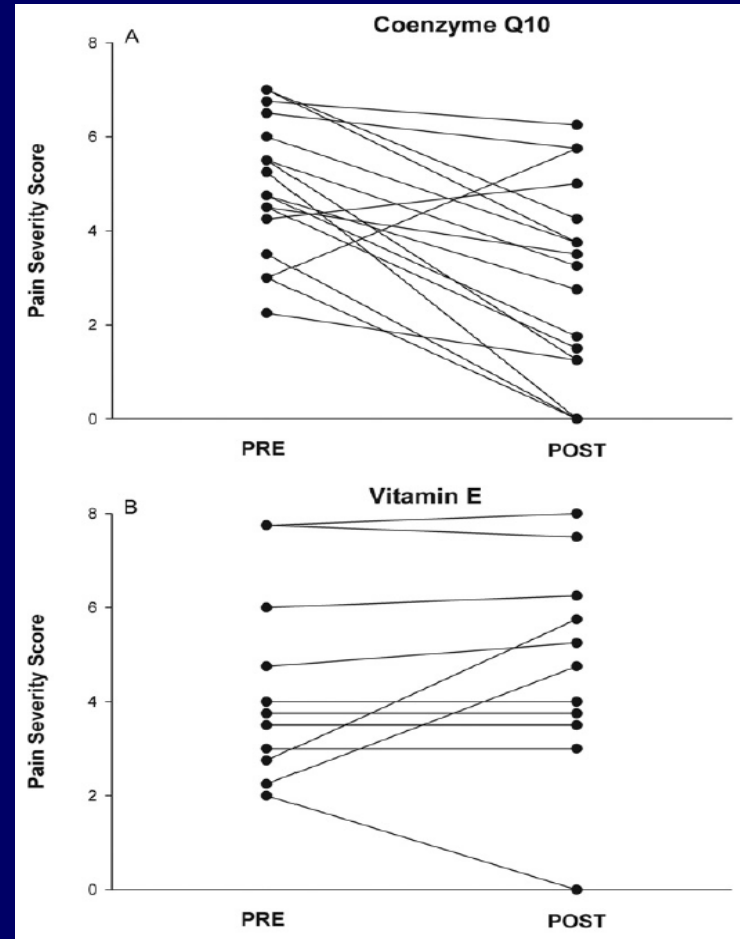 Coenzyme Q10
A
8
6
4
2
0
Pain Severity Score
PRE
POST
Vitamin E
B
8
6
4
2
0
Pain Severity Score
PRE
POST